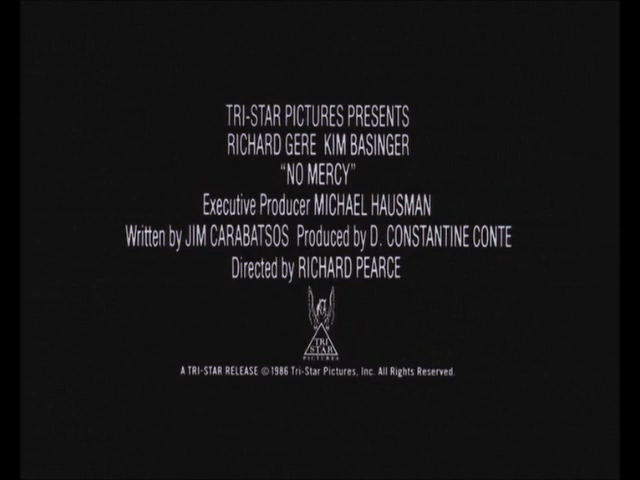 TRI-STAR PICTURES PRESENTS
RICHARD GERE KIM BASINGER
"NO MERCY"
Executive Producer MICHAEL HAUSMAN
Written by JIM CARABATSOS Produced by D. CONSTANTINE CONTE
Directed by RICHARD PEARCE
TRI
STAR
PICTURES
A TRI-STAR RELEASE ©1986 Tri-Star Pictures, Inc. All Rights Reserved.